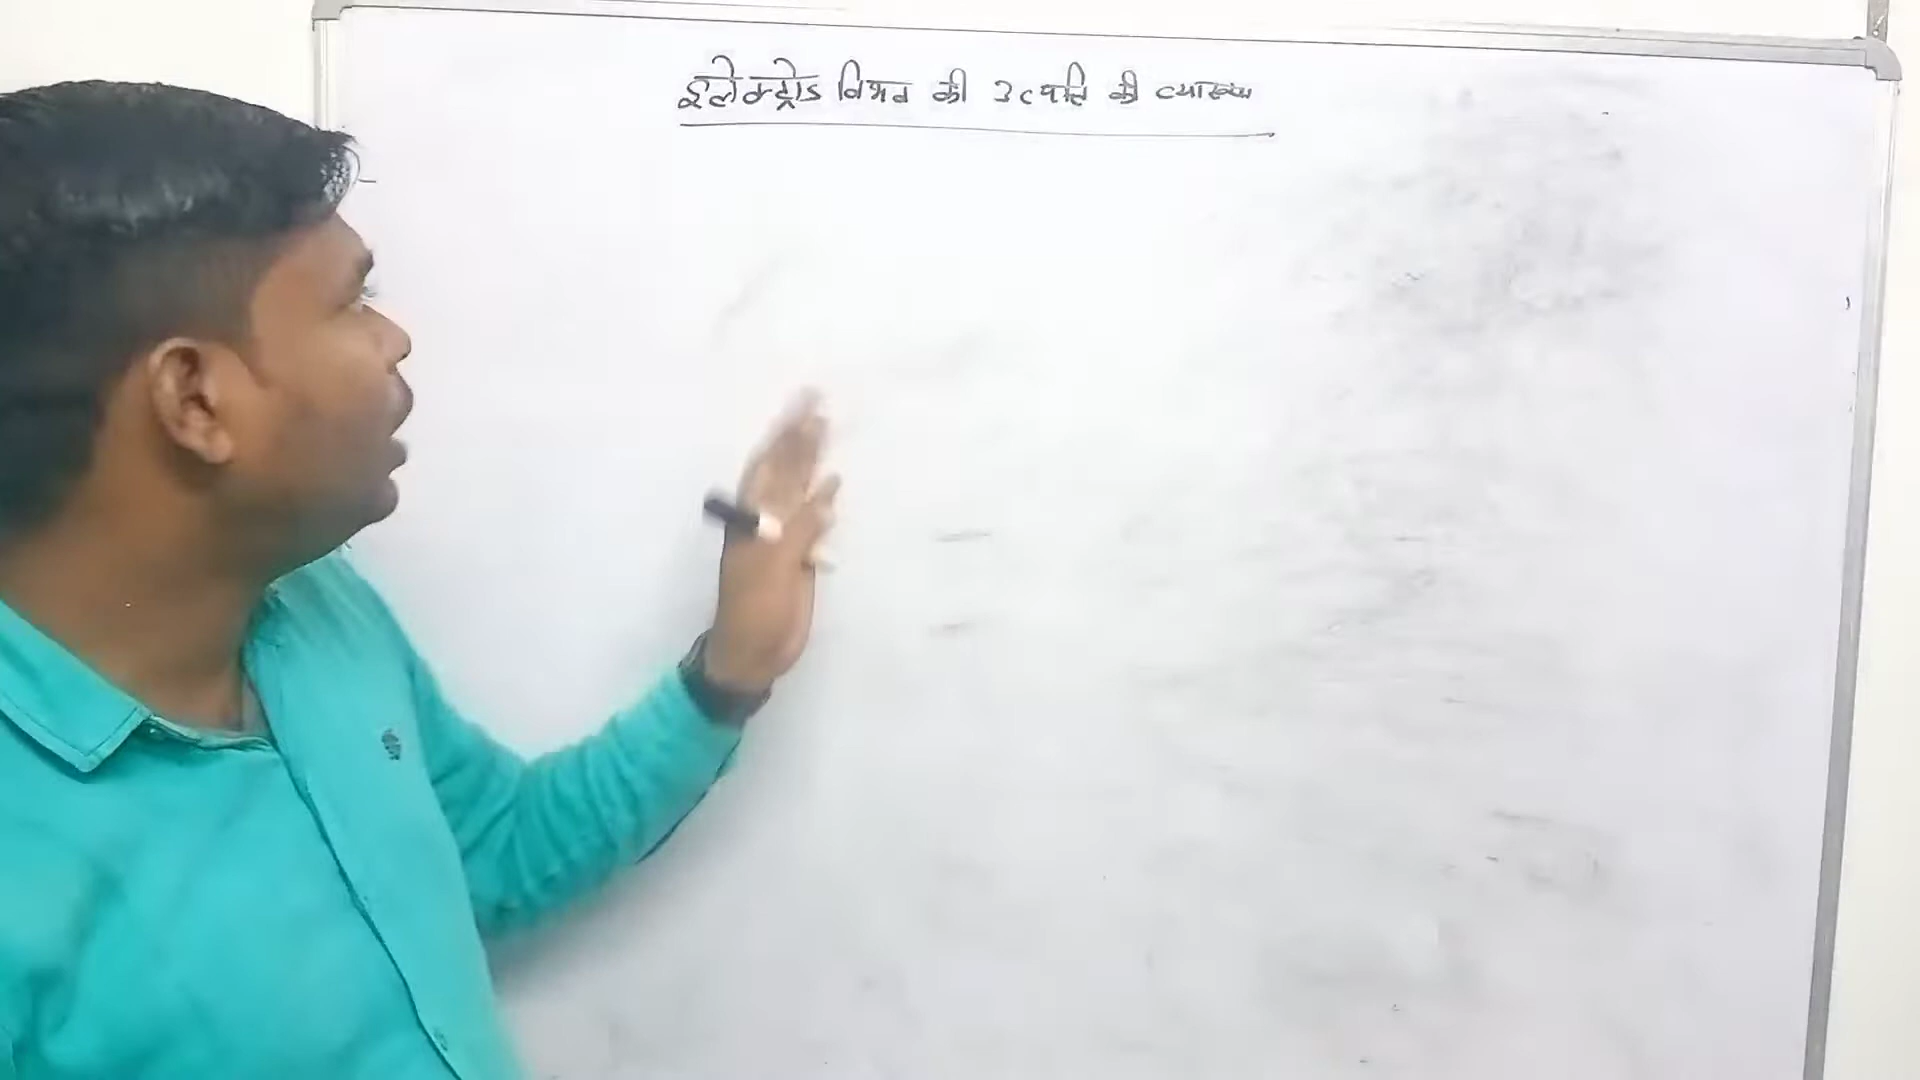 इलेक्ट्रोड विभव की उत्पत्ति की व्याख्या